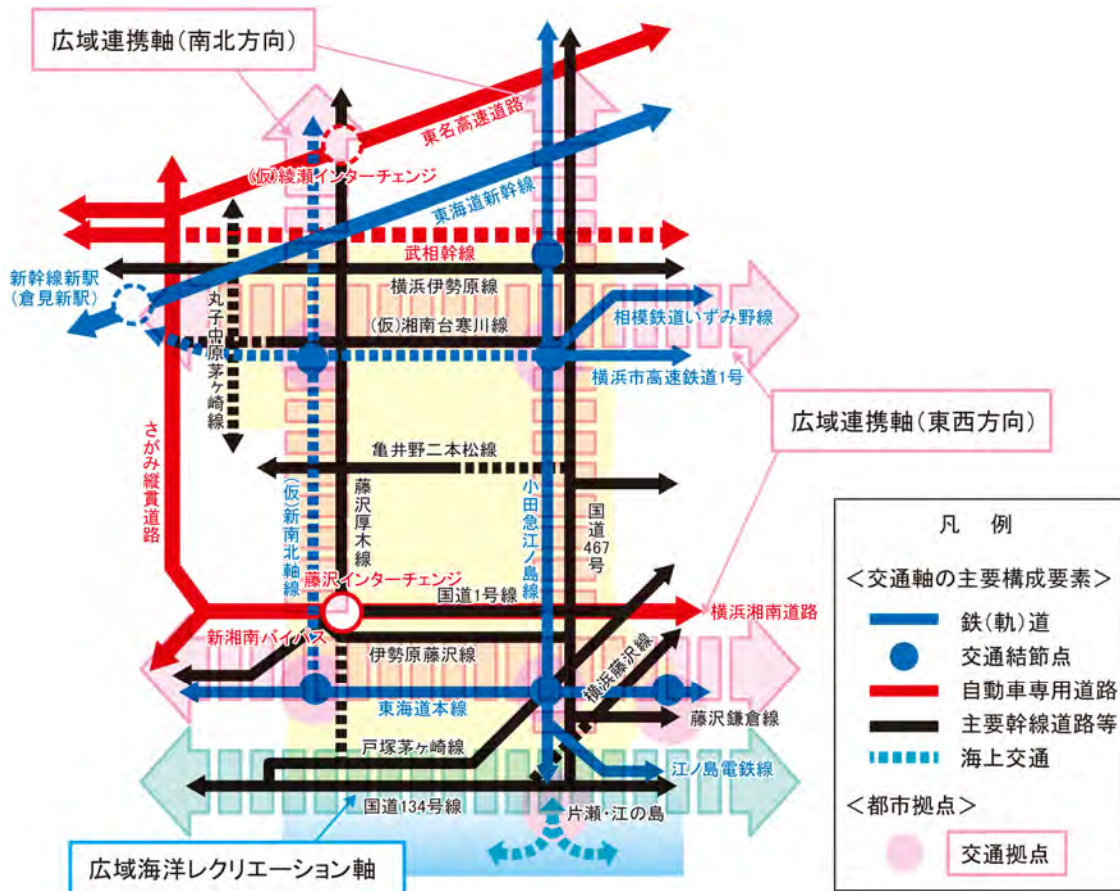 広域連携軸(南北方向)
東名高速道路
(仮)綾瀬インターチェンジ
東海道新幹線
武相幹線
新幹線新駅
(倉見新駅)
横浜伊勢原線
丸子中原茅ヶ崎線
(仮)湘南台寒川線
相模鉄道いずみ野線
横浜市高速鉄道1号
広域連携軸(東西方向)
さがみ縦貫道路
亀井野二本松線
(仮)新南北軸線
藤沢厚木線
小田急江ノ島線
国道
467
号
藤沢インターチェンジ
国道1号線
横浜湘南道路
新湘南バイパス
伊勢原藤沢線
横浜藤沢線
東海道本線
藤沢鎌倉線
戸塚茅ヶ崎線
江ノ島電鉄線
国道134号線
片瀬・江の島
広域海洋レクリエーション軸
凡 例
<交通軸の主要構成要素>
鉄(軌)道
交通結節点
自動車専用道路
主要幹線道路等
海上交通
<都市拠点>
交通拠点